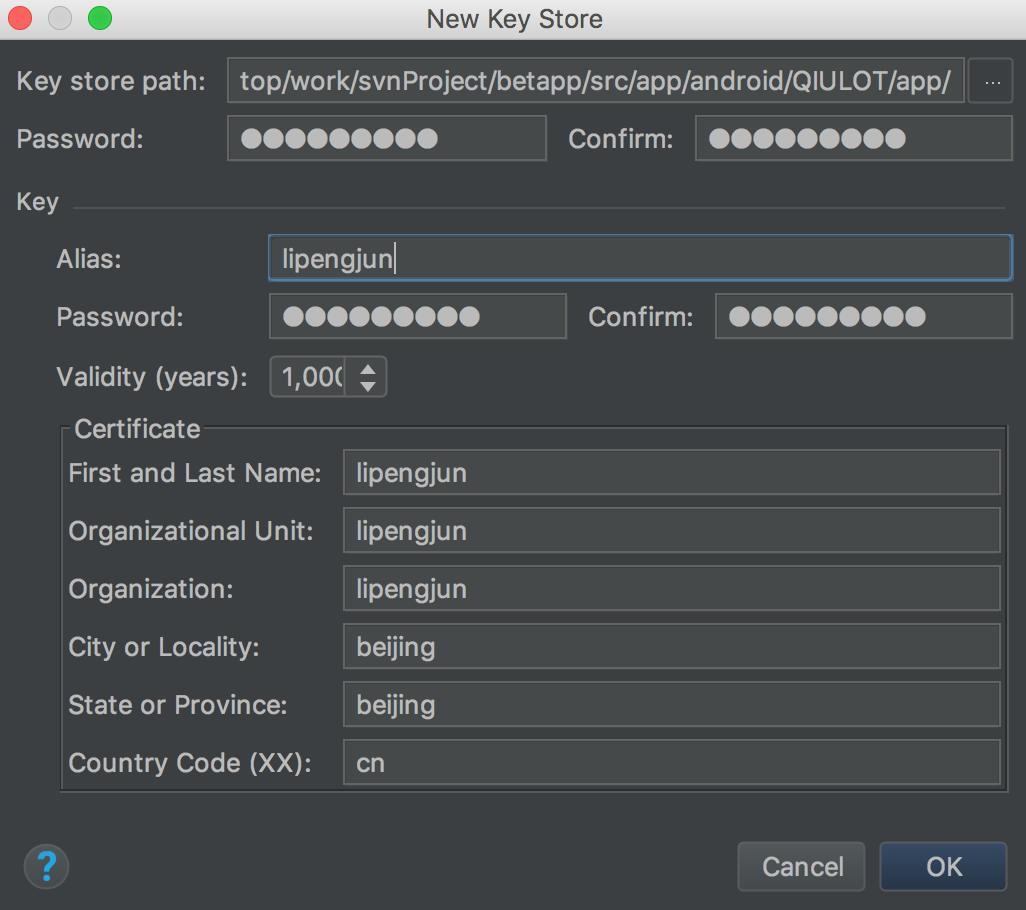 New Key Store
Key store path: top/work/svnProject/betapp/src/app/android/QIULOT/app/ ...
Password: ●●●●●●●●● Confirm: ●●●●●●●●●
Key
Alias: lipengjun
Password: ●●●●●●●●● Confirm: ●●●●●●●●●
Validity (years): 1,000
Certificate
First and Last Name: lipengjun
Organizational Unit: lipengjun
Organization: lipengjun
City or Locality: beijing
State or Province: beijing
Country Code (XX): cn
? Cancel OK